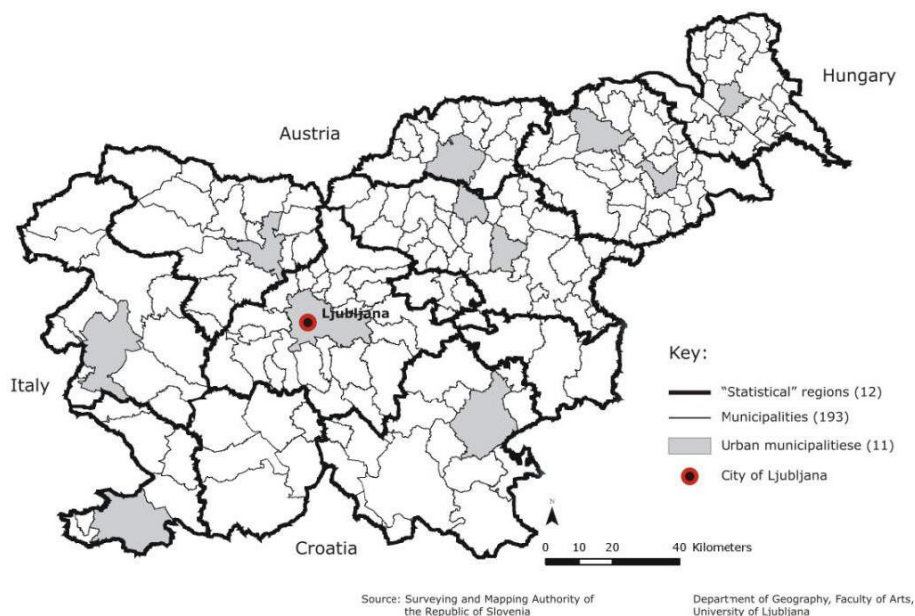 Hungary
Austria
Ljubljana
Italy
Croatia
Key:
"Statistical" regions (12)
Municipalities (193)
Urban municipalitiese (11)
City of Ljubljana
N
0 10 20 40 Kilometers
Source: Surveying and Mapping Authority of
the Republic of Slovenia
Department of Geography, Faculty of Arts,
University of Ljubljana